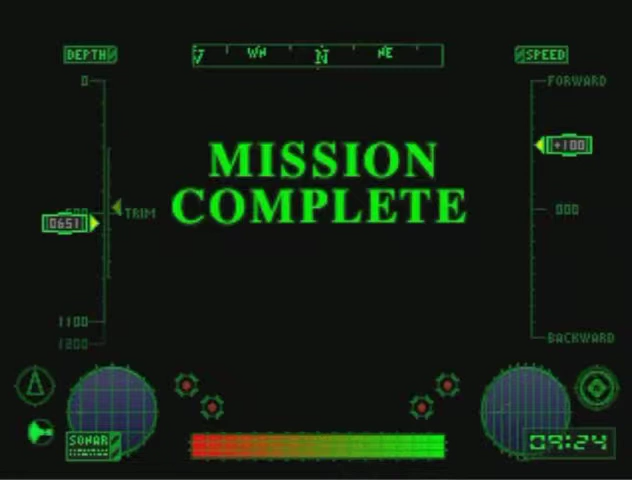 DEPTH
W WN N NE
SPEED
0
FORWARD
+100
MISSION
COMPLETE
TRIM
000
0651
1100
1200
BACKWARD
SONAR
09:24